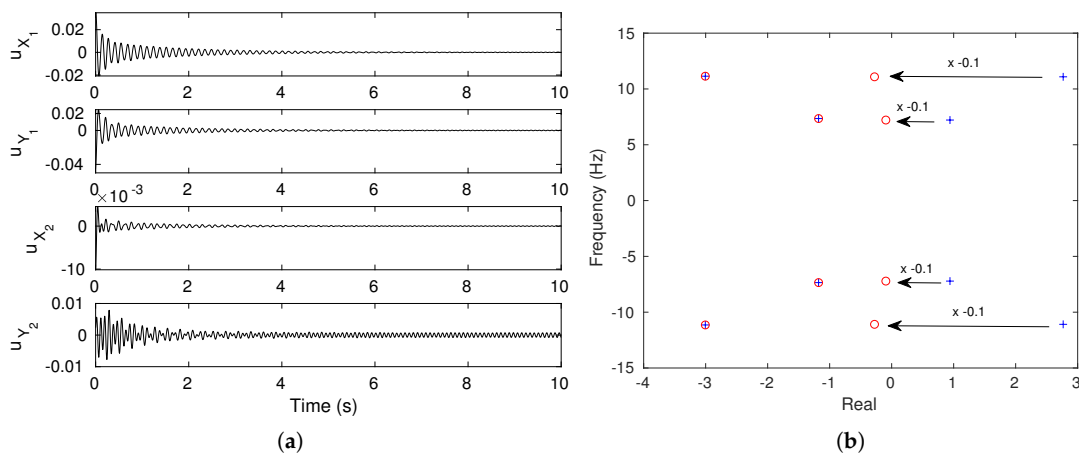 0.02
0
-0.02
u_{X_1}
0 2 4 6 8 10
0.02
0
-0.04
u_{Y_1}
0 2 4 6 8 10
×10^{-3}
0
-10
u_{X_2}
0 2 4 6 8 10
0.01
0
-0.01
u_{Y_2}
0 2 4 6 8 10
Time (s)
(a)
15
10
5
0
-5
-10
-15
Frequency (Hz)
x -0.1
x -0.1
x -0.1
x -0.1
-4 -3 -2 -1 0 1 2 3
Real
(b)